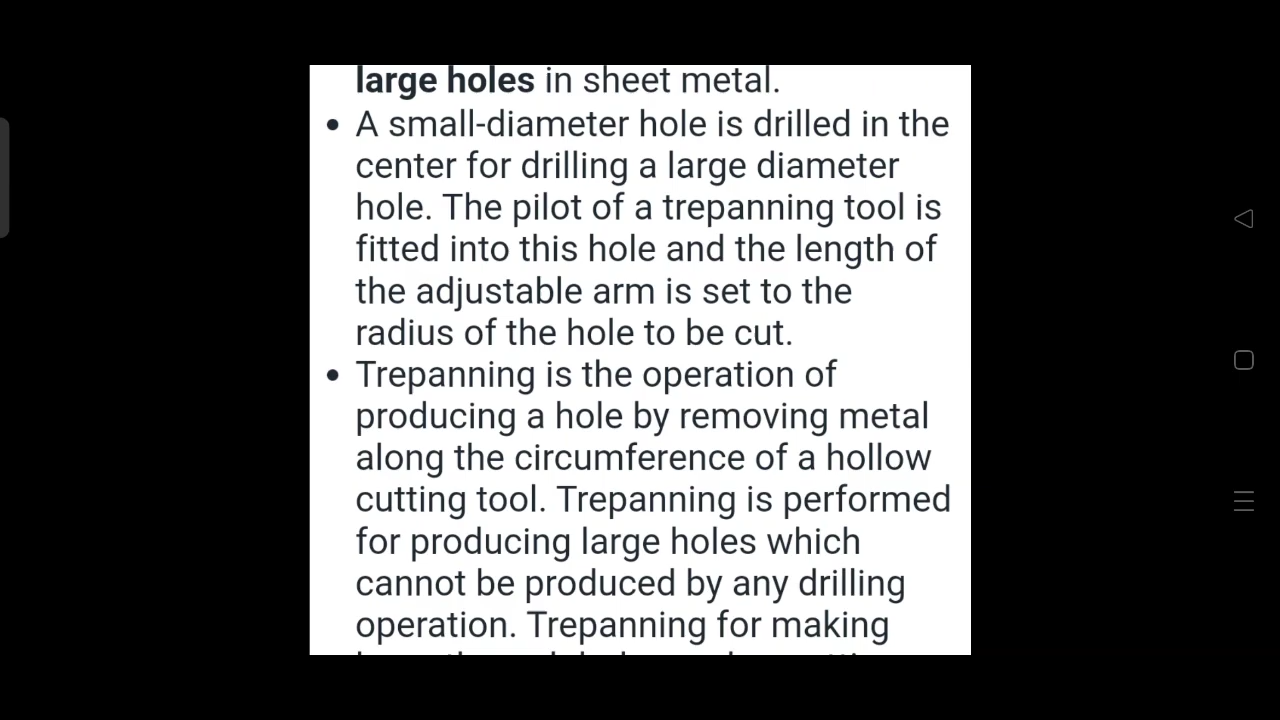 large holes in sheet metal.
• A small-diameter hole is drilled in the
center for drilling a large diameter
hole. The pilot of a trepanning tool is
fitted into this hole and the length of
the adjustable arm is set to the
radius of the hole to be cut.
• Trepanning is the operation of
producing a hole by removing metal
along the circumference of a hollow
cutting tool. Trepanning is performed
for producing large holes which
cannot be produced by any drilling
operation. Trepanning for making